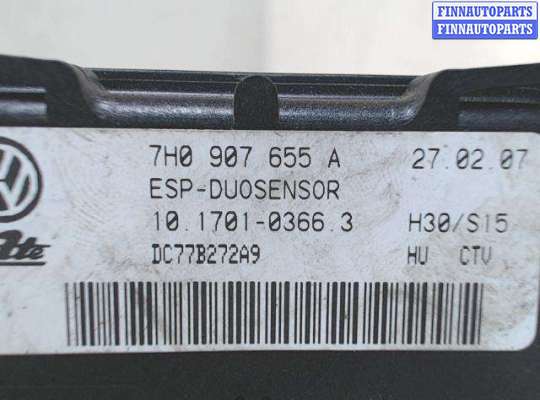 FINNAUTOPARTS
FINNAUTOPARTS
7H0 907 655 A 27.02.07
ESP-DUOSENSOR
10.1701-0366.3 H30/S15
Ate DC77B272A9 HU CTV